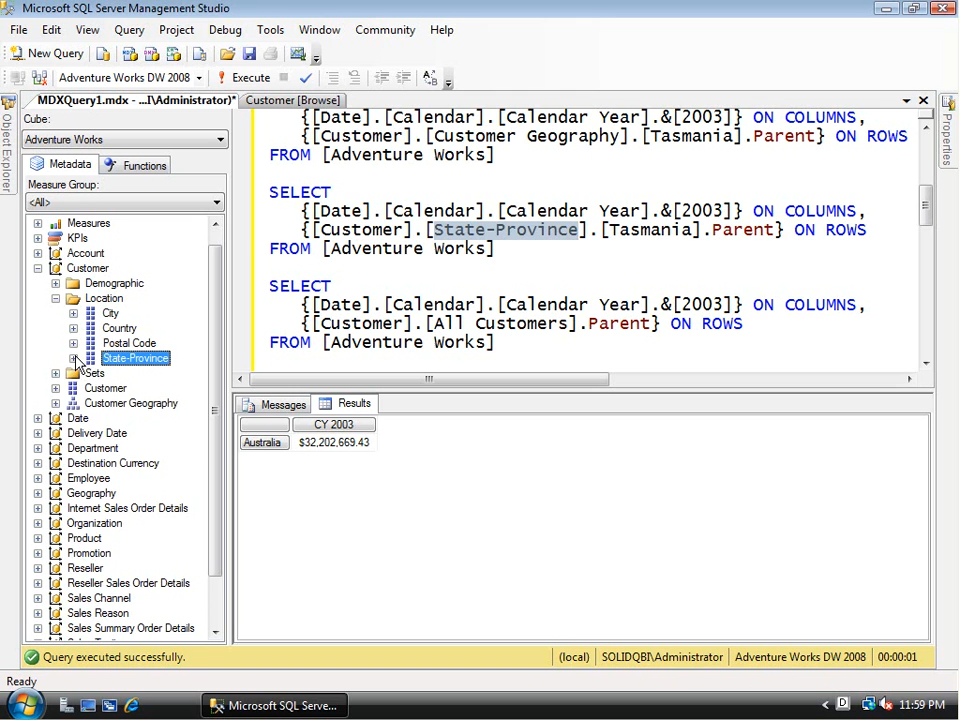 Microsoft SQL Server Management Studio
File Edit View Query Project Debug Tools Window Community Help
New Query
Adventure Works DW 2008 Execute
MDXQuery1.mdx - ...I\Administrator)* Customer [Browse]
Object Explorer
Properties
Cube:
Adventure Works
Metadata Functions
Measure Group:
<All>
Measures
KPIs
Account
Customer
Demographic
Location
City
Country
Postal Code
State-Province
Sets
Customer
Customer Geography
Date
Delivery Date
Department
Destination Currency
Employee
Geography
Internet Sales Order Details
Organization
Product
Promotion
Reseller
Reseller Sales Order Details
Sales Channel
Sales Reason
Sales Summary Order Details
{[Date].[Calendar].[Calendar Year].&[2003]} ON COLUMNS,
{[Customer].[Customer Geography].[Tasmania].Parent} ON ROWS
FROM [Adventure Works]
SELECT
{[Date].[Calendar].[Calendar Year].&[2003]} ON COLUMNS,
{[Customer].[State-Province].[Tasmania].Parent} ON ROWS
FROM [Adventure Works]
SELECT
{[Date].[Calendar].[Calendar Year].&[2003]} ON COLUMNS,
{[Customer].[All Customers].Parent} ON ROWS
FROM [Adventure Works]
Messages Results
CY 2003
Australia $32,202,669.43
Query executed successfully. (local) SOLIDQBI\Administrator Adventure Works DW 2008 00:00:01
Ready
Microsoft SQL Serve... D 11:59 PM